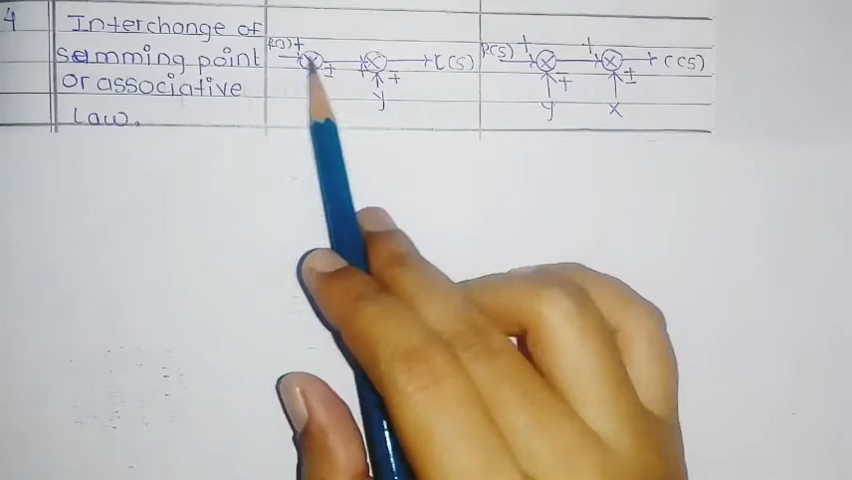 4
Interchange of
summing point
or associative
Law.
R(S) +
±
+
±
y
C(S)
R(S) +
+
±
y
±
x
C(S)